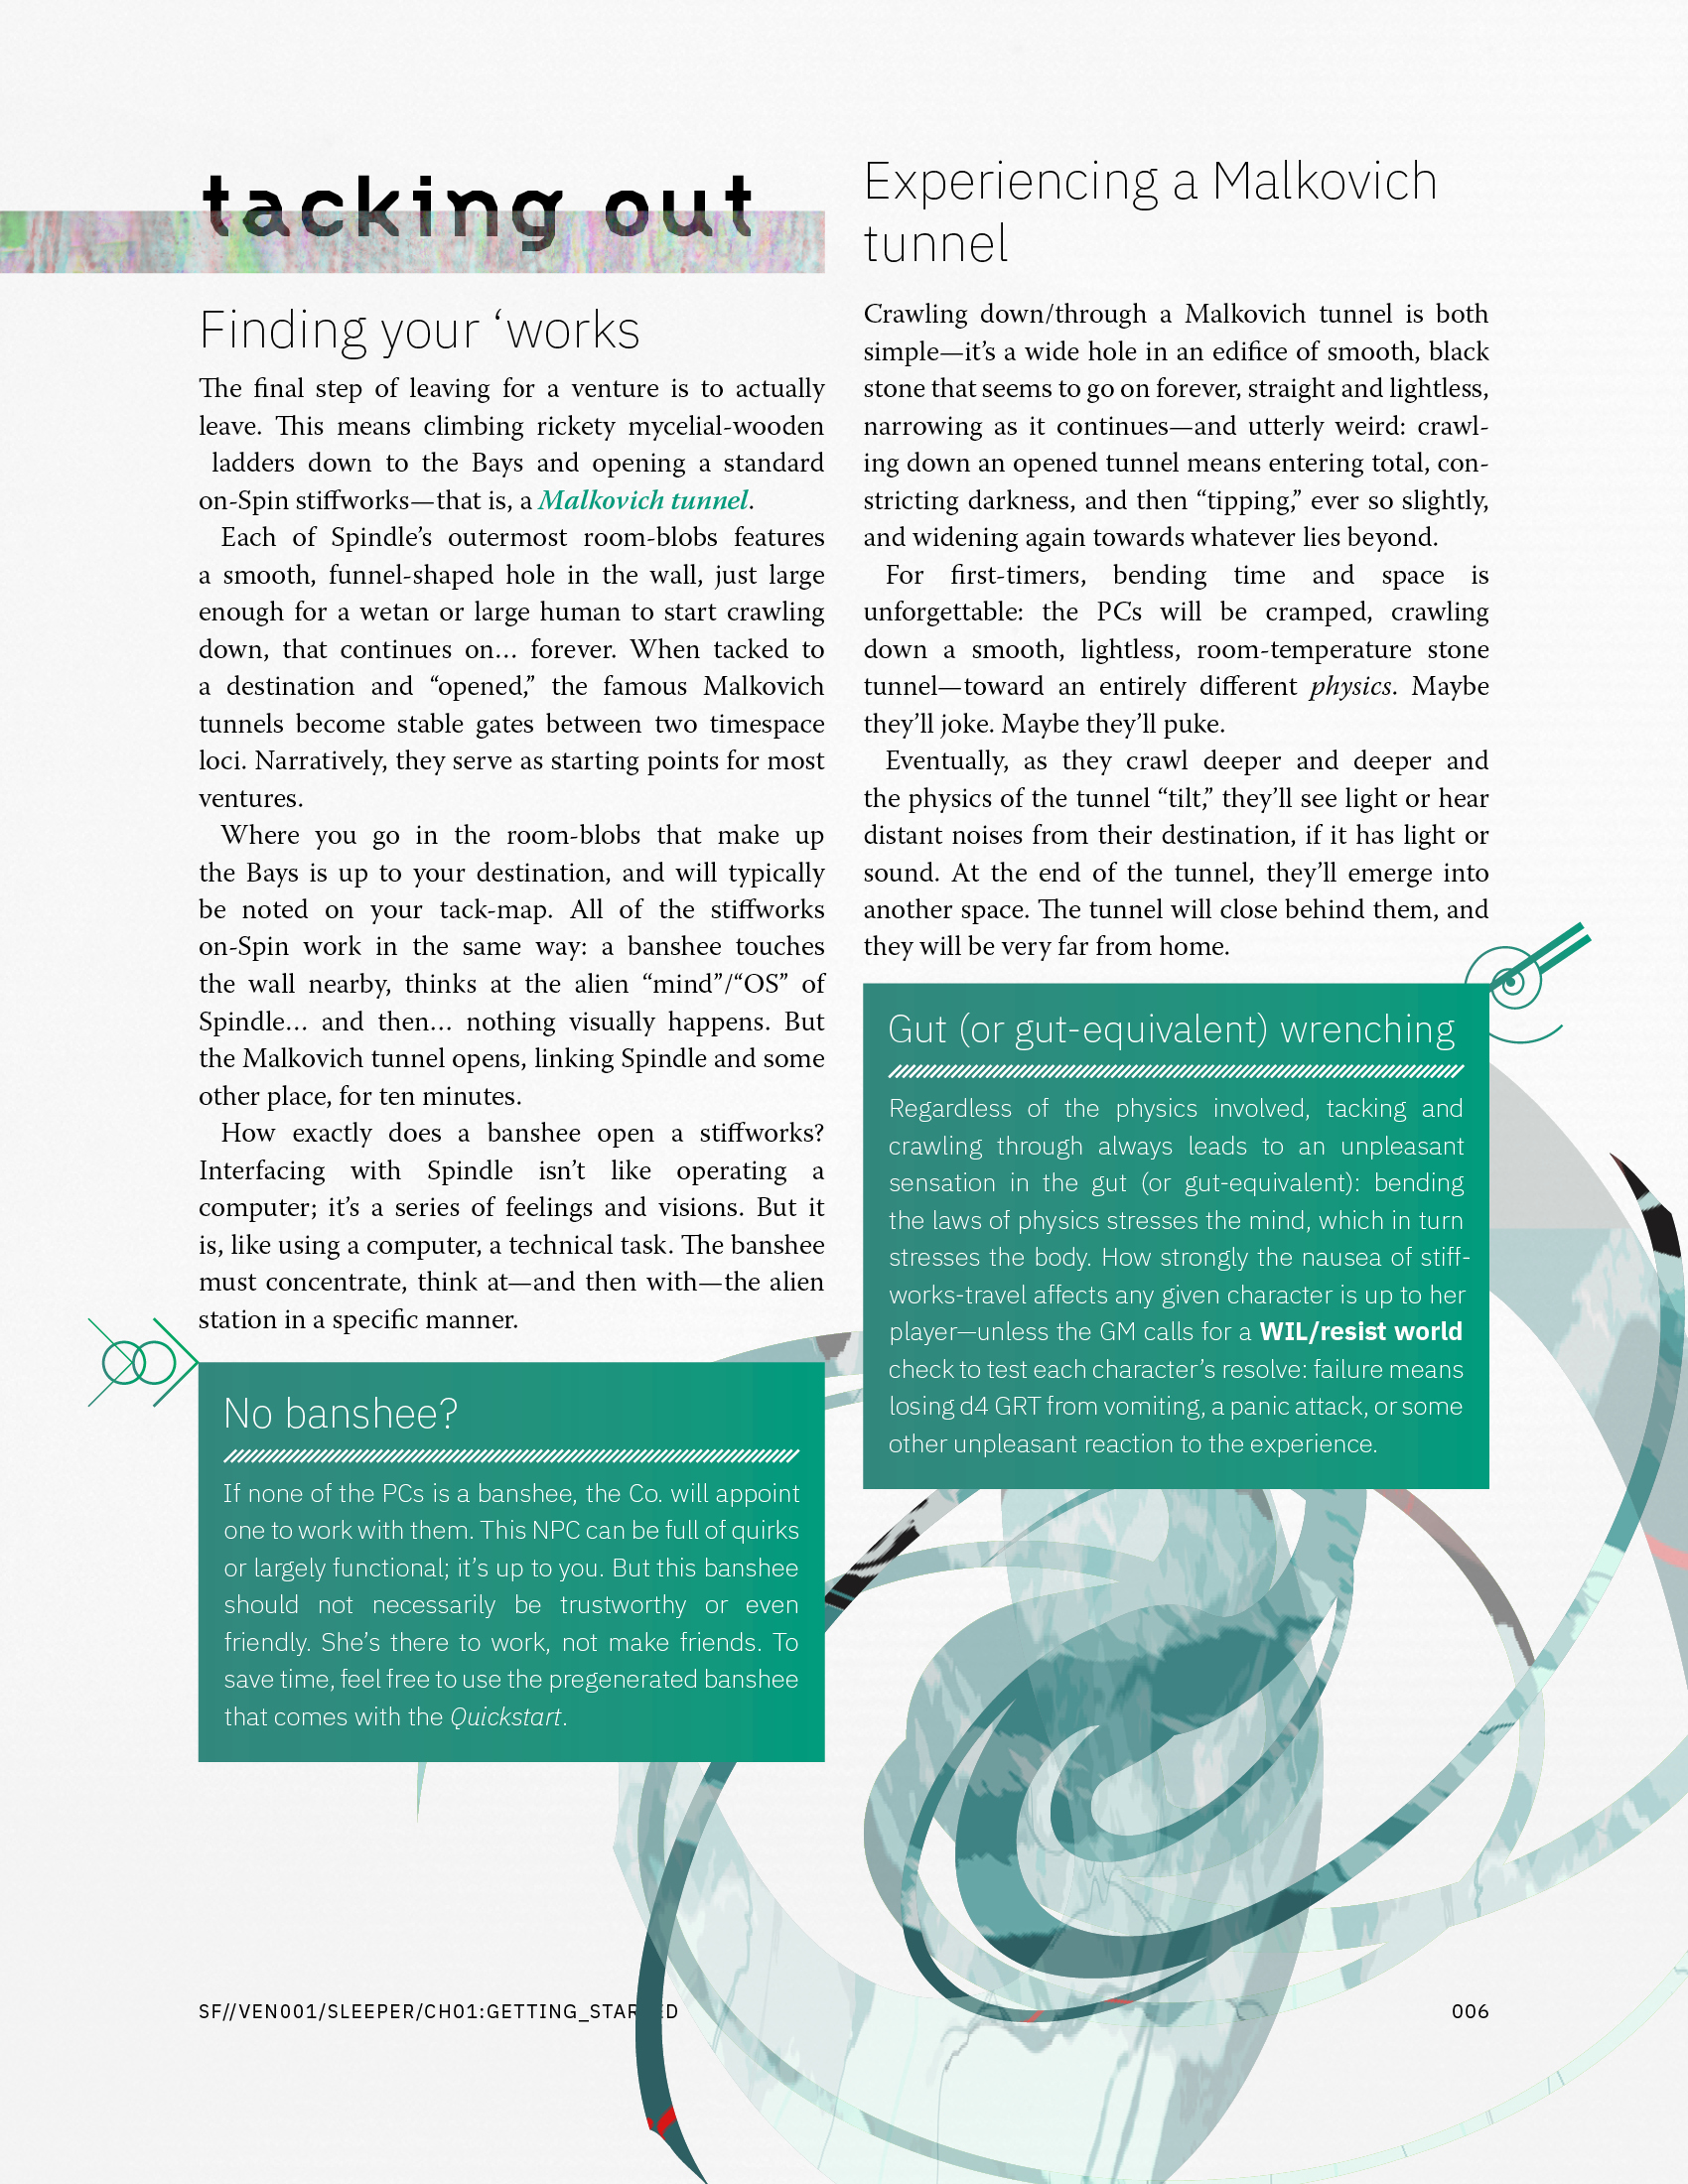 tacking out
Finding your ‘works
The final step of leaving for a venture is to actually
leave. This means climbing rickety mycelial-wooden
ladders down to the Bays and opening a standard
on-Spin stiffworks—that is, a Malkovich tunnel.
Each of Spindle’s outermost room-blobs features
a smooth, funnel-shaped hole in the wall, just large
enough for a wetan or large human to start crawling
down, that continues on… forever. When tacked to
a destination and “opened,” the famous Malkovich
tunnels become stable gates between two timespace
loci. Narratively, they serve as starting points for most
ventures.
Where you go in the room-blobs that make up
the Bays is up to your destination, and will typically
be noted on your tack-map. All of the stiffworks
on-Spin work in the same way: a banshee touches
the wall nearby, thinks at the alien “mind”/“OS” of
Spindle… and then… nothing visually happens. But
the Malkovich tunnel opens, linking Spindle and some
other place, for ten minutes.
How exactly does a banshee open a stiffworks?
Interfacing with Spindle isn’t like operating a
computer; it’s a series of feelings and visions. But it
is, like using a computer, a technical task. The banshee
must concentrate, think at—and then with—the alien
station in a specific manner.
No banshee?
If none of the PCs is a banshee, the Co. will appoint
one to work with them. This NPC can be full of quirks
or largely functional; it’s up to you. But this banshee
should not necessarily be trustworthy or even
friendly. She’s there to work, not make friends. To
save time, feel free to use the pregenerated banshee
that comes with the Quickstart.
Experiencing a Malkovich
tunnel
Crawling down/through a Malkovich tunnel is both
simple—it’s a wide hole in an edifice of smooth, black
stone that seems to go on forever, straight and lightless,
narrowing as it continues—and utterly weird: crawl-
ing down an opened tunnel means entering total, con-
stricting darkness, and then “tipping,” ever so slightly,
and widening again towards whatever lies beyond.
For first-timers, bending time and space is
unforgettable: the PCs will be cramped, crawling
down a smooth, lightless, room-temperature stone
tunnel—toward an entirely different physics. Maybe
they’ll joke. Maybe they’ll puke.
Eventually, as they crawl deeper and deeper and
the physics of the tunnel “tilt,” they’ll see light or hear
distant noises from their destination, if it has light or
sound. At the end of the tunnel, they’ll emerge into
another space. The tunnel will close behind them, and
they will be very far from home.
Gut (or gut-equivalent) wrenching
Regardless of the physics involved, tacking and
crawling through always leads to an unpleasant
sensation in the gut (or gut-equivalent): bending
the laws of physics stresses the mind, which in turn
stresses the body. How strongly the nausea of stiff-
works-travel affects any given character is up to her
player—unless the GM calls for a WIL/resist world
check to test each character’s resolve: failure means
losing d4 GRT from vomiting, a panic attack, or some
other unpleasant reaction to the experience.
SF//VEN001/SLEEPER/CH01:GETTING_STARTED
006